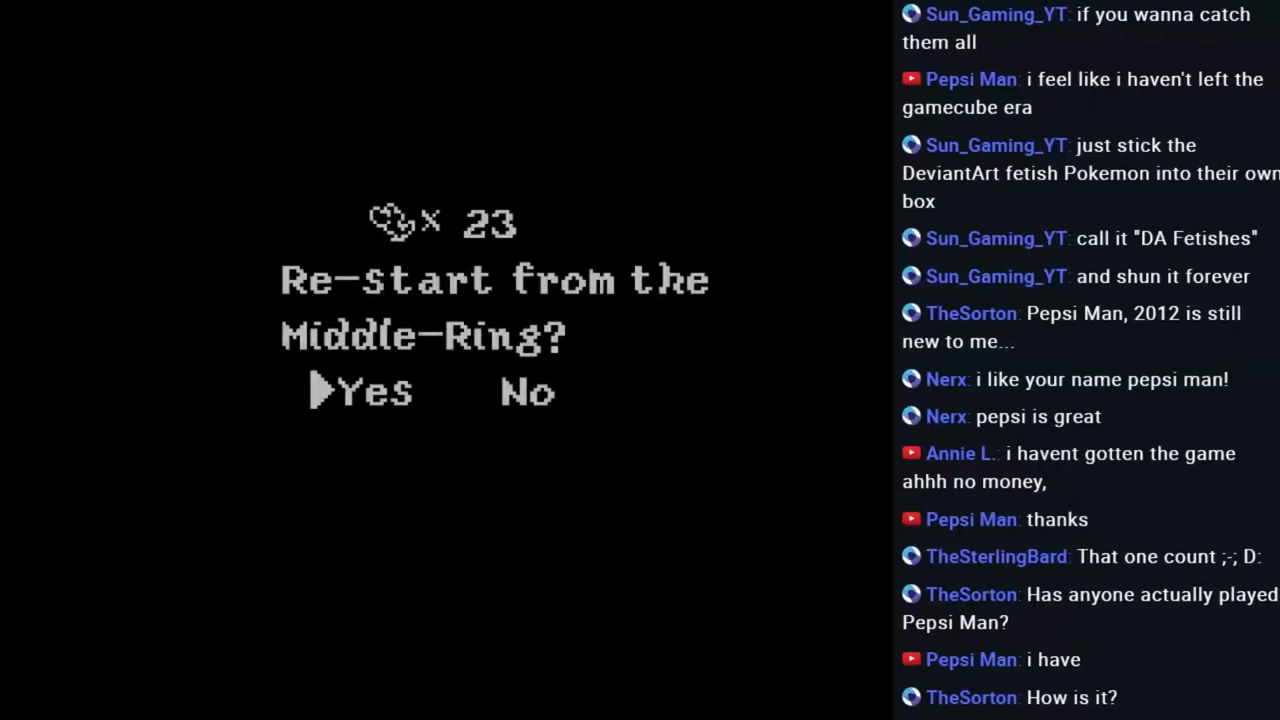 × 23
Re-start from the
Middle-Ring?
▶Yes No
Sun_Gaming_YT: if you wanna catch
them all
Pepsi Man: i feel like i haven't left the
gamecube era
Sun_Gaming_YT: just stick the
DeviantArt fetish Pokemon into their own
box
Sun_Gaming_YT: call it "DA Fetishes"
Sun_Gaming_YT: and shun it forever
TheSorton: Pepsi Man, 2012 is still
new to me...
Nerx: i like your name pepsi man!
Nerx: pepsi is great
Annie L.: i havent gotten the game
ahhh no money,
Pepsi Man: thanks
TheSterlingBard: That one count ;-; D:
TheSorton: Has anyone actually played
Pepsi Man?
Pepsi Man: i have
TheSorton: How is it?